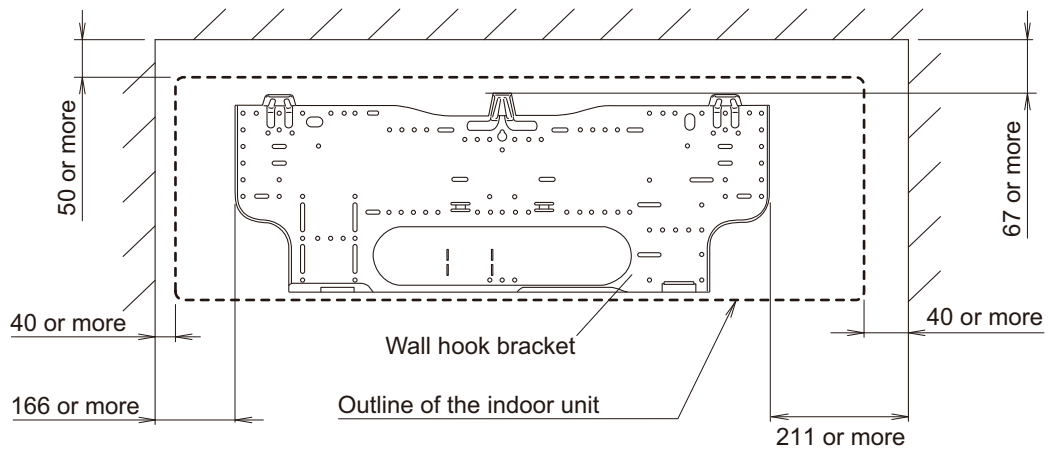 50 or more
67 or more
40 or more
40 or more
Wall hook bracket
166 or more
Outline of the indoor unit
211 or more